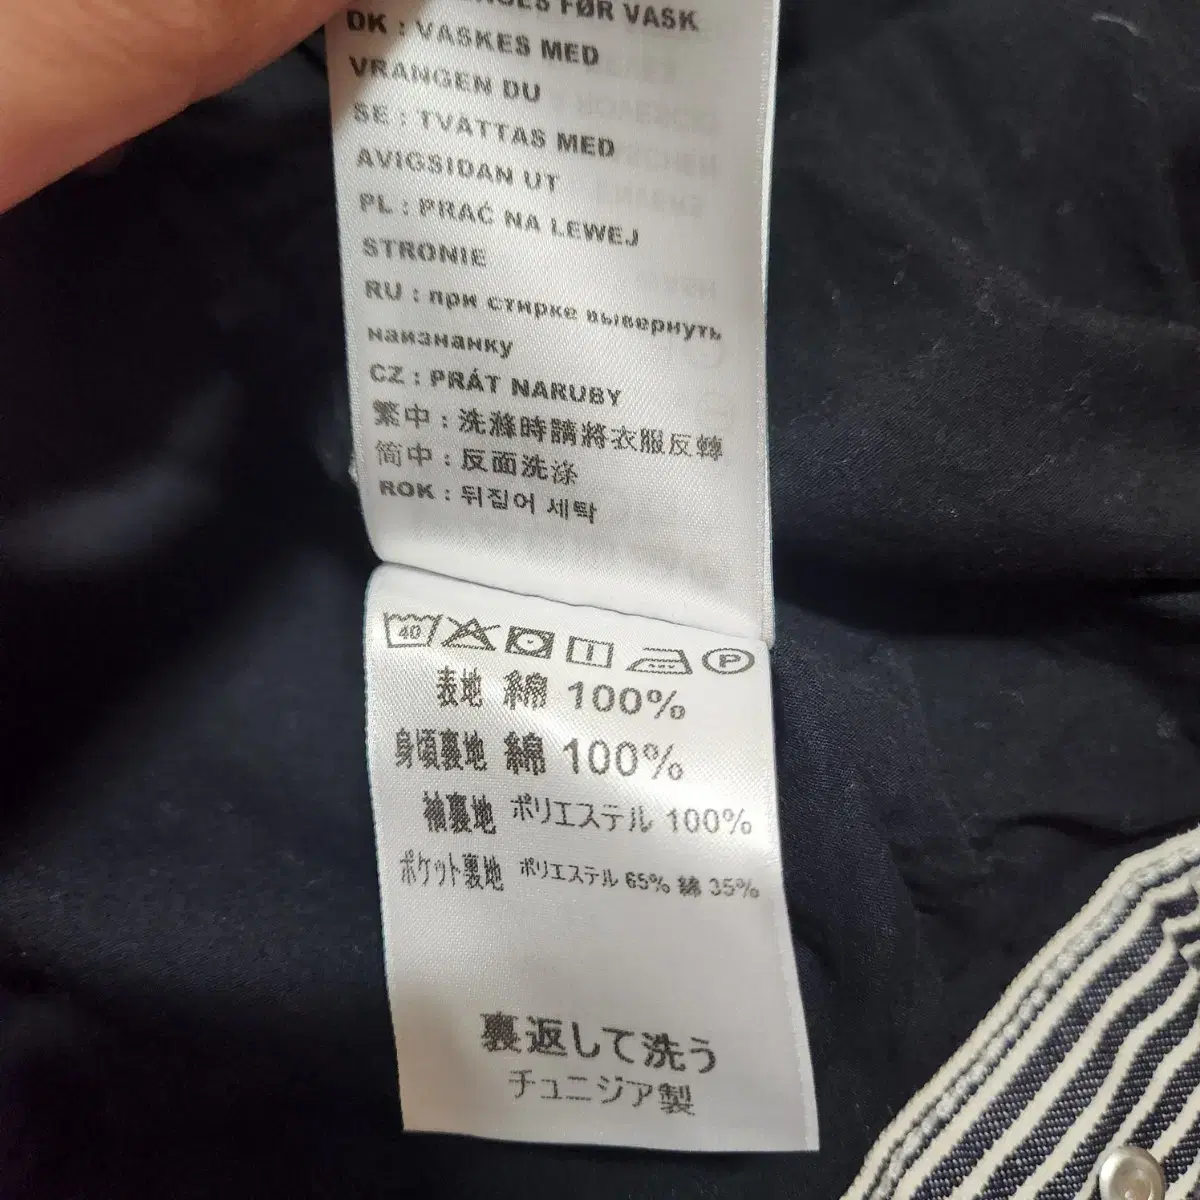 FØR VASK
DK : VASKES MED
VRANGEN DU
SE : TVATTAS MED
AVIGSIDAN UT
PL : PRAĆ NA LEWEJ
STRONIE
RU : при стирке вывернуть
наизнанку
CZ : PRÁT NARUBY
繁中 : 洗滌時請將衣服反轉
简中 : 反面洗涤
ROK : 뒤집어 세탁
40 P
表地 綿 100%
身頃裏地 綿 100%
袖裏地 ポリエステル 100%
ポケット裏地 ポリエステル 65% 綿 35%
裏返して洗う
チュニジア製